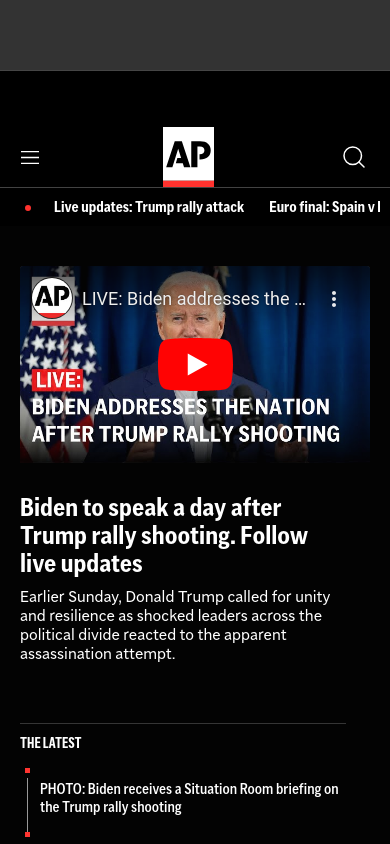 AP
Live updates: Trump rally attack
Euro final: Spain v
AP
LIVE: Biden addresses the ...
LIVE:
BIDEN ADDRESSES THE NATION
AFTER TRUMP RALLY SHOOTING
Biden to speak a day after
Trump rally shooting. Follow
live updates
Earlier Sunday, Donald Trump called for unity
and resilience as shocked leaders across the
political divide reacted to the apparent
assassination attempt.
THE LATEST
PHOTO: Biden receives a Situation Room briefing on
the Trump rally shooting